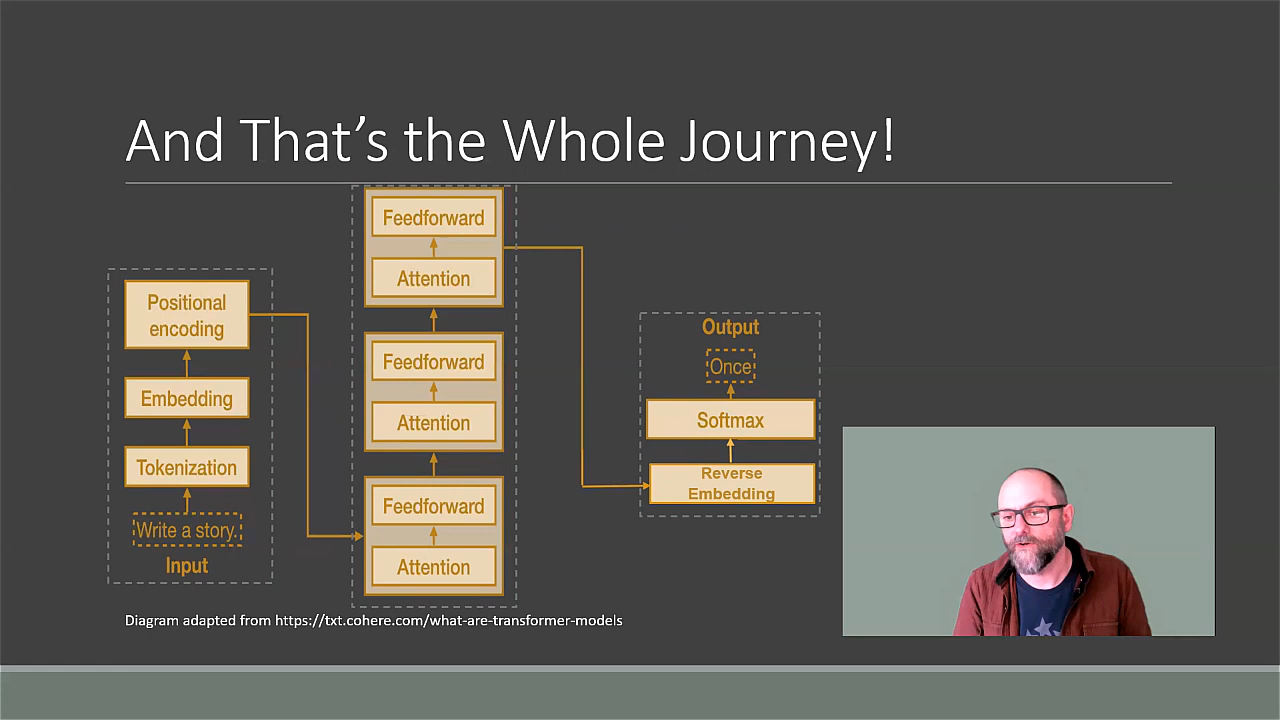 And That's the Whole Journey!
Positional
encoding
Embedding
Tokenization
Write a story.
Input
Feedforward
Attention
Feedforward
Attention
Feedforward
Attention
Output
Once
Softmax
Reverse
Embedding
Diagram adapted from https://txt.cohere.com/what-are-transformer-models